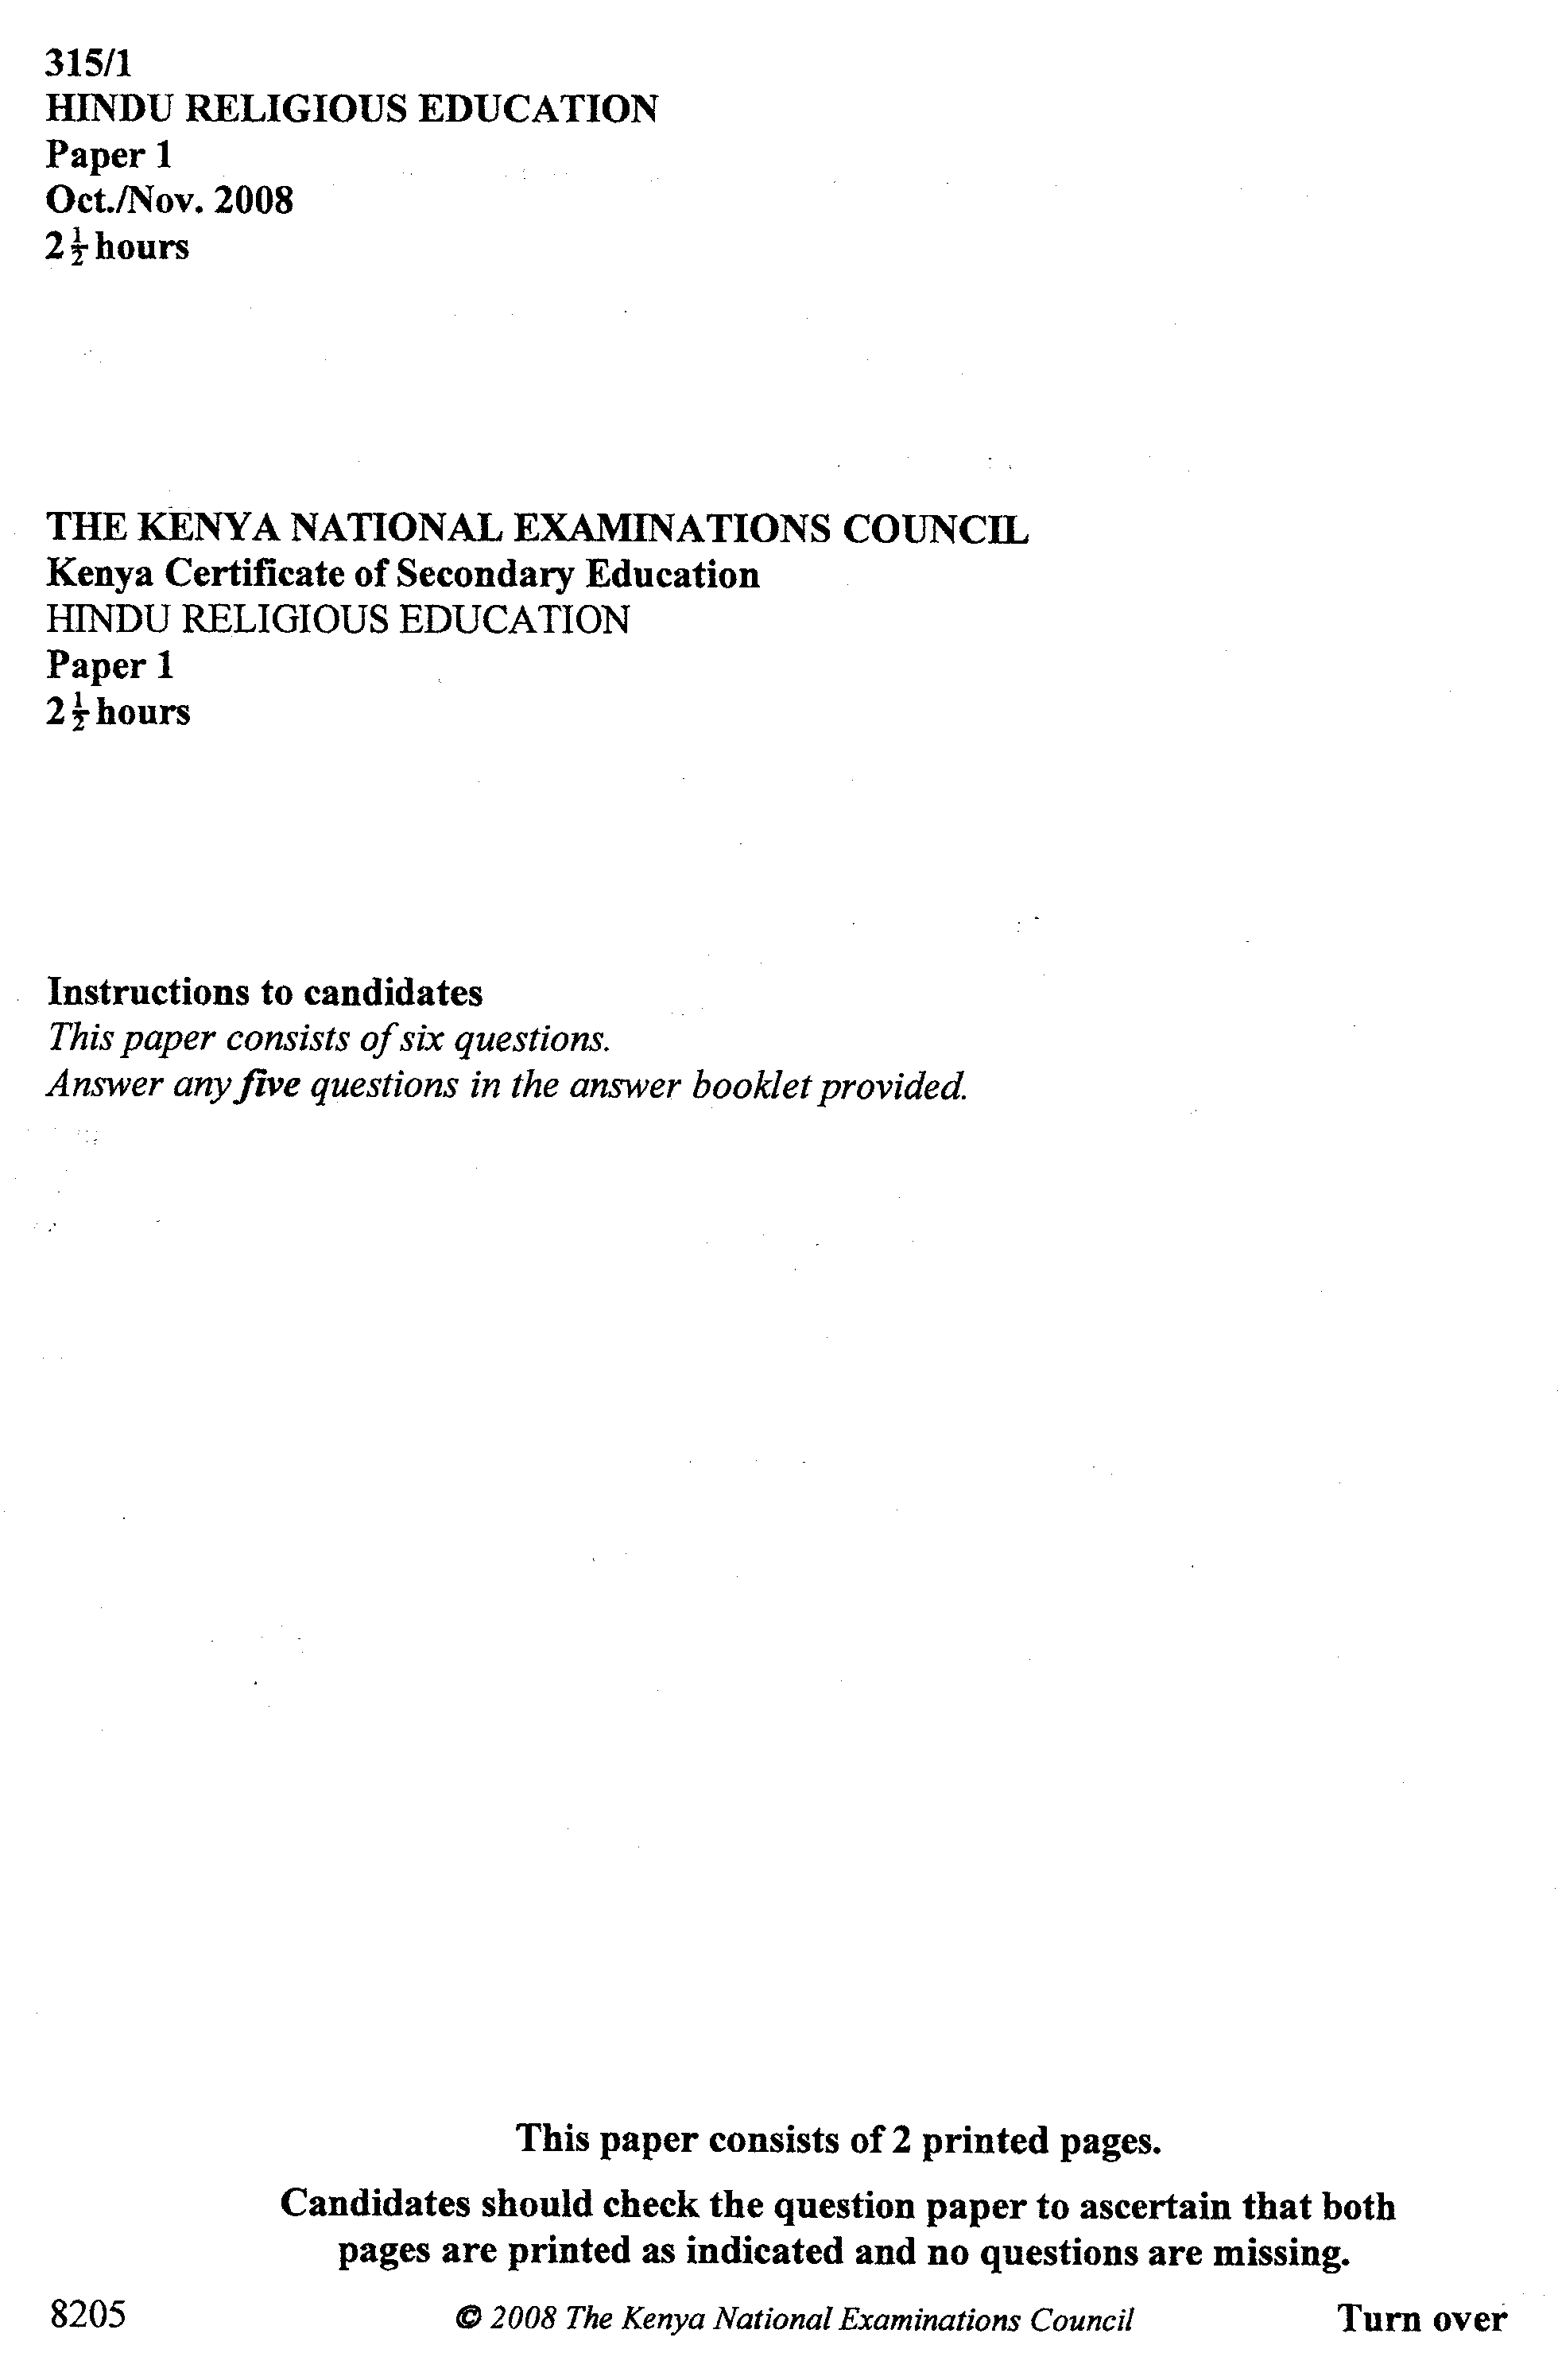 315/1
HINDU RELIGIOUS EDUCATION
Paper 1
Oct./Nov. 2008
2 ½ hours
THE KENYA NATIONAL EXAMINATIONS COUNCIL
Kenya Certificate of Secondary Education
HINDU RELIGIOUS EDUCATION
Paper 1
2 ½ hours
Instructions to candidates
This paper consists of six questions.
Answer any five questions in the answer booklet provided.
This paper consists of 2 printed pages.
Candidates should check the question paper to ascertain that both
pages are printed as indicated and no questions are missing.
8205 © 2008 The Kenya National Examinations Council Turn over